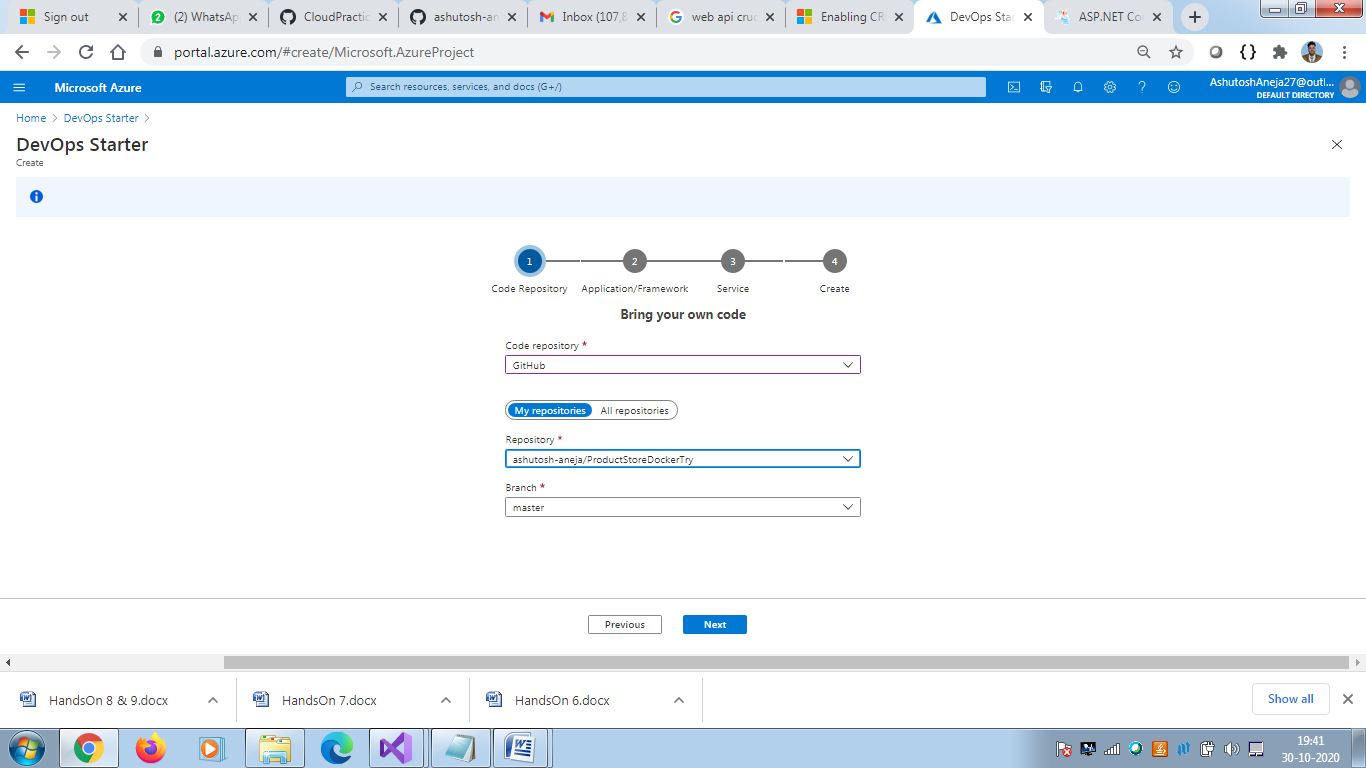 Sign out
(2) WhatsAp
CloudPractic
ashutosh-an
Inbox (107,8
web api crud
Enabling CR
DevOps Star
ASP.NET Co
portal.azure.com/#create/Microsoft.AzureProject
Microsoft Azure
Search resources, services, and docs (G+/)
AshutoshAneja27@outl...
DEFAULT DIRECTORY
Home > DevOps Starter >
DevOps Starter
Create
1
2
3
4
Code Repository
Application/Framework
Service
Create
Bring your own code
Code repository *
GitHub
My repositories
All repositories
Repository *
ashutosh-aneja/ProductStoreDockerTry
Branch *
master
Previous
Next
HandsOn 8 & 9.docx
HandsOn 7.docx
HandsOn 6.docx
Show all
19:41
30-10-2020